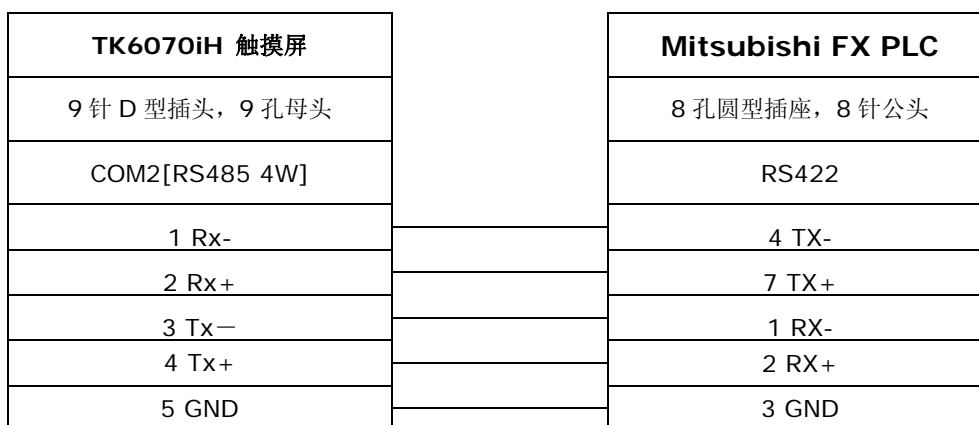 TK6070iH 触摸屏
Mitsubishi FX PLC
9 针 D 型插头，9 孔母头
8 孔圆型插座，8 针公头
COM2[RS485 4W]
RS422
1 Rx-
4 TX-
2 Rx+
7 TX+
3 Tx－
1 RX-
4 Tx+
2 RX+
5 GND
3 GND